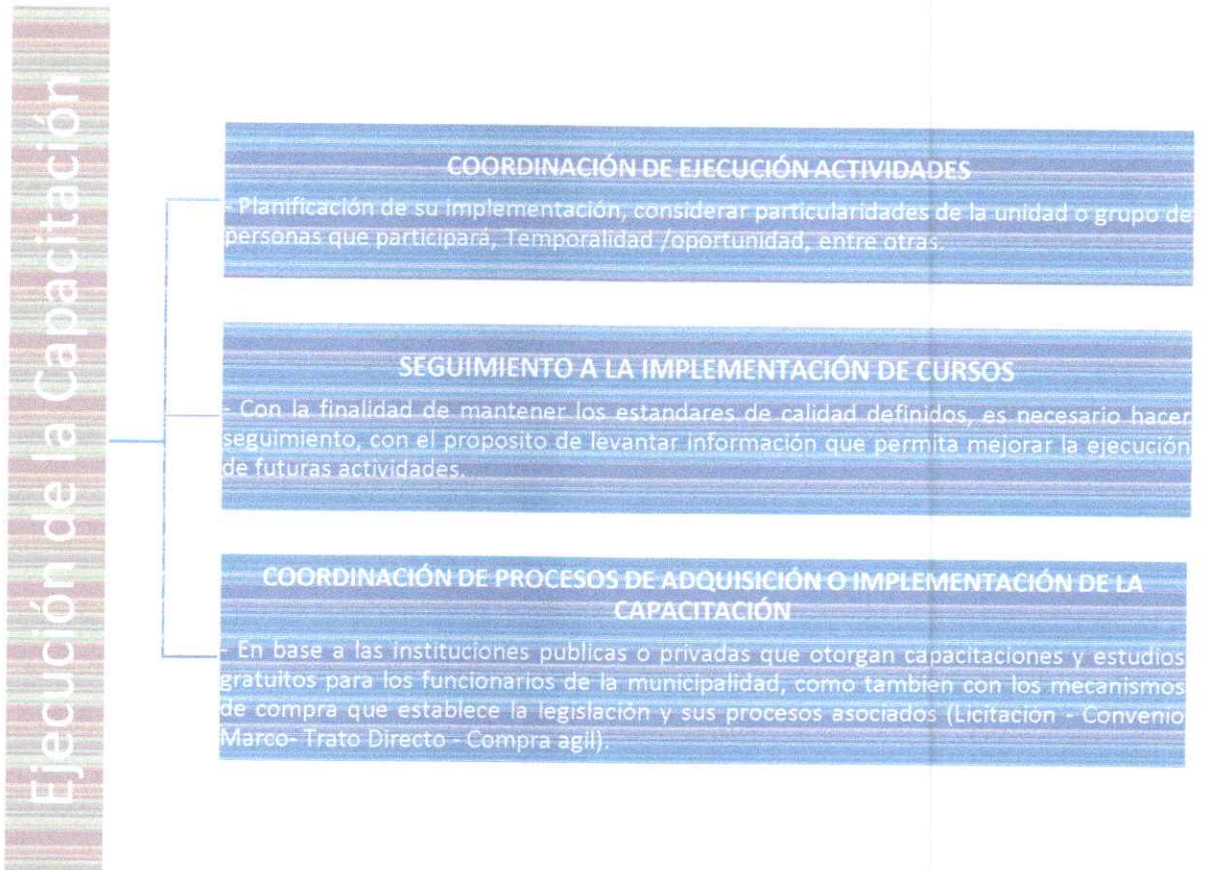 Ejecución de la Capacitación
COORDINACIÓN DE EJECUCIÓN ACTIVIDADES
- Planificación de su implementación, considerar particularidades de la unidad o grupo de
personas que participará, Temporalidad /oportunidad, entre otras.
SEGUIMIENTO A LA IMPLEMENTACIÓN DE CURSOS
- Con la finalidad de mantener los estandares de calidad definidos, es necesario hacer
seguimiento, con el proposito de levantar información que permita mejorar la ejecución
de futuras actividades.
COORDINACIÓN DE PROCESOS DE ADQUISICIÓN O IMPLEMENTACIÓN DE LA
CAPACITACIÓN
- En base a las instituciones publicas o privadas que otorgan capacitaciones y estudios
gratuitos para los funcionarios de la municipalidad, como tambien con los mecanismos
de compra que establece la legislación y sus procesos asociados (Licitación - Convenio
Marco- Trato Directo - Compra agil).